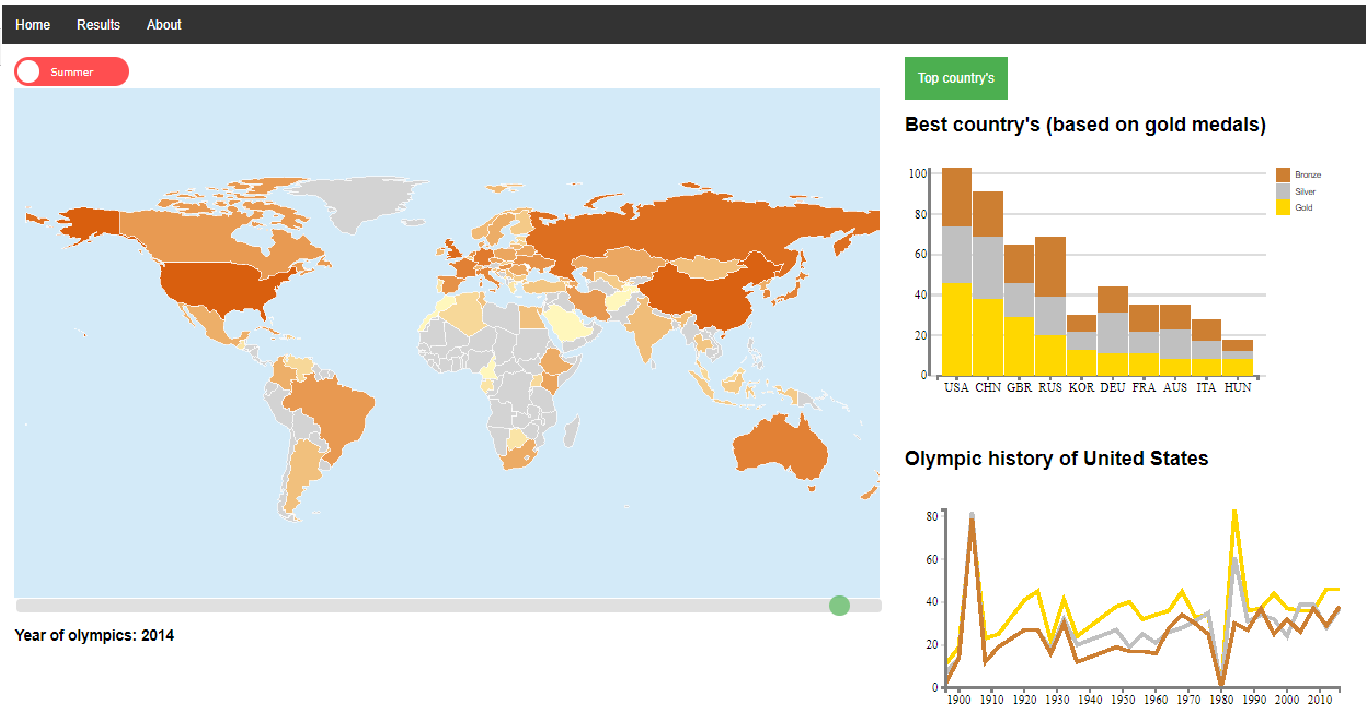 Home Results About
Summer
Year of olympics: 2014
Top country's
Best country's (based on gold medals)
100
80
60
40
20
0
USA CHN GBR RUS KOR DEU FRA AUS ITA HUN
Bronze
Silver
Gold
Olympic history of United States
80
60
40
20
0
1900 1910 1920 1930 1940 1950 1960 1970 1980 1990 2000 2010